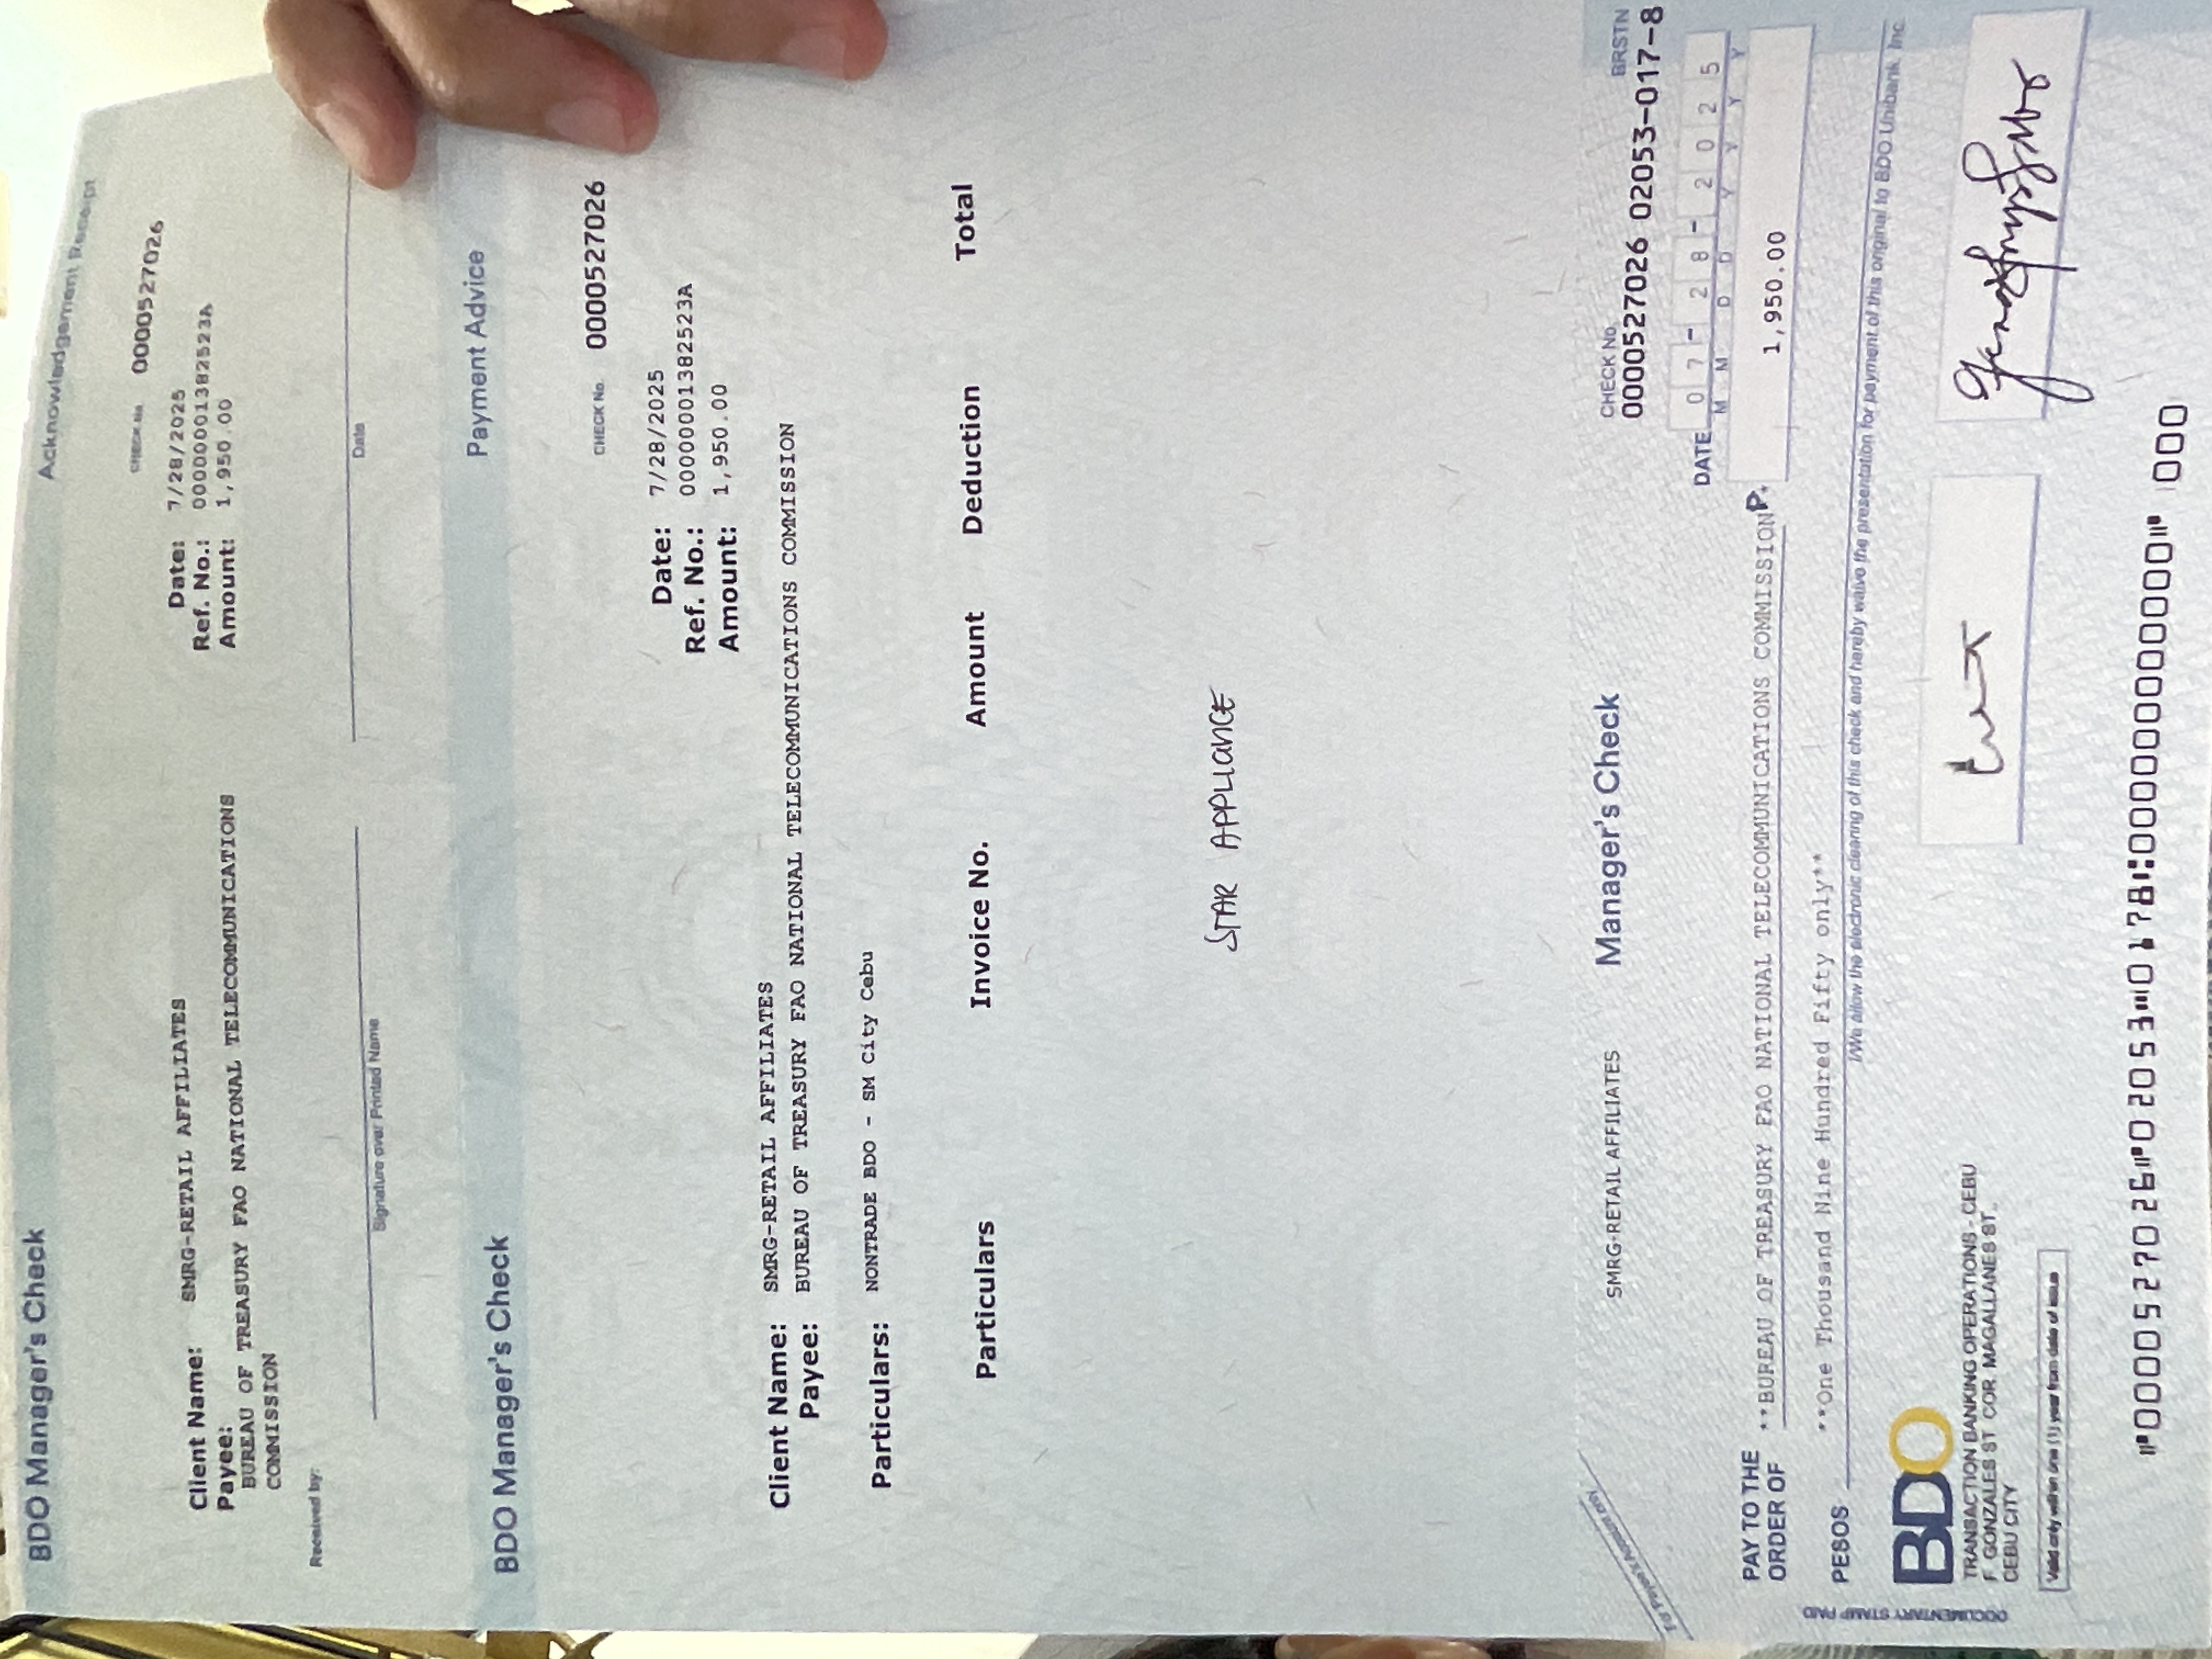 BDO Manager's Check
Acknowledgement Receipt
CHECK No. 0000527026
Client Name: SMRG-RETAIL AFFILIATES
Date: 7/28/2025
Payee:
Ref. No.: 00000001382523A
BUREAU OF TREASURY FAO NATIONAL TELECOMMUNICATIONS
Amount: 1,950.00
COMMISSION
Received by:
Signature over Printed Name
Date
BDO Manager's Check
Payment Advice
CHECK No. 0000527026
Date: 7/28/2025
Ref. No.: 00000001382523A
Amount: 1,950.00
Client Name: SMRG-RETAIL AFFILIATES
Payee: BUREAU OF TREASURY FAO NATIONAL TELECOMMUNICATIONS COMMISSION
Particulars: NONTRADE BDO - SM City Cebu
Particulars Invoice No. Amount Deduction Total
STAR APPLIANCE
For Payee's Account only
SMRG-RETAIL AFFILIATES
Manager's Check
CHECK No. BRSTN
0000527026 02053-017-8
DATE 07-28-2025
M M D D Y Y Y Y
PAY TO THE
ORDER OF **BUREAU OF TREASURY FAO NATIONAL TELECOMMUNICATIONS COMMISSION
P 1,950.00
PESOS **One Thousand Nine Hundred Fifty only**
I/We allow the electronic clearing of this check and hereby waive the presentation for payment of this original to BDO Unibank, Inc.
DOCUMENTARY STAMP PAID
BDO
TRANSACTION BANKING OPERATIONS - CEBU
F. GONZALES ST. COR. MAGALLANES ST.,
CEBU CITY
Valid only within one (1) year from date of issue
⑈0000527026⑈02053⑉0178⑆000000000000⑈ 000